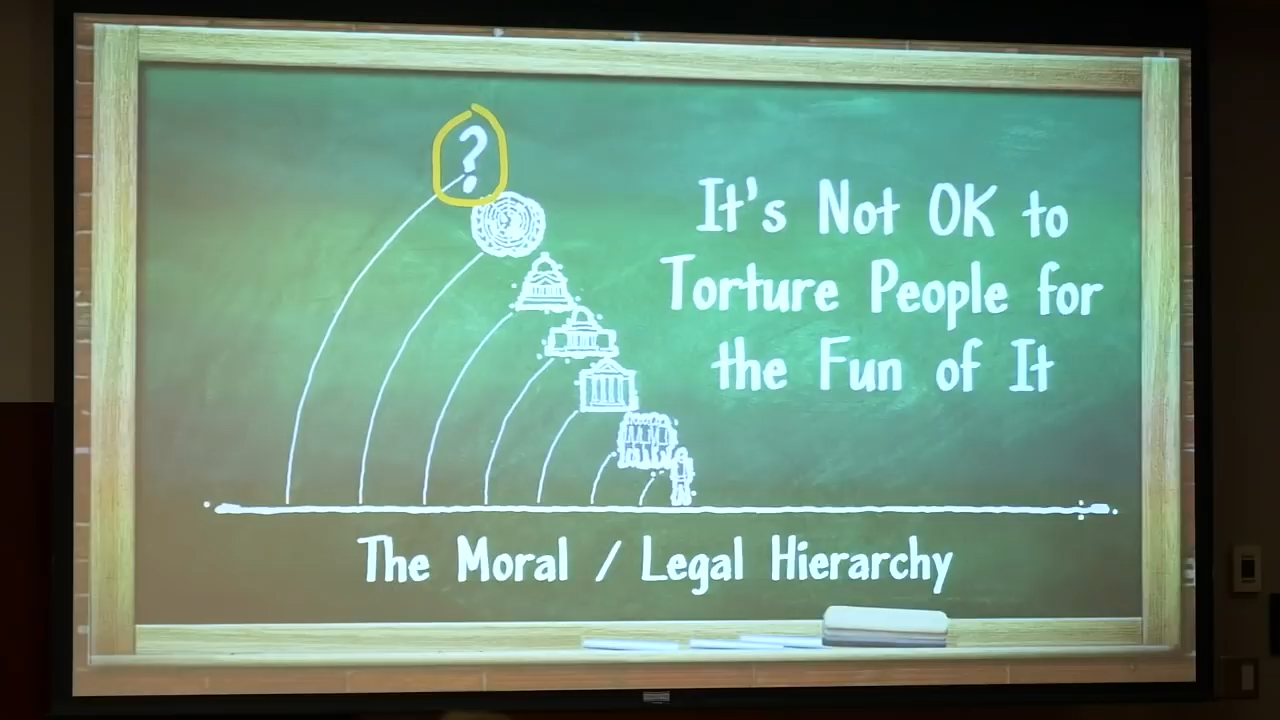 ?
It's Not OK to
Torture People for
the Fun of It
The Moral / Legal Hierarchy